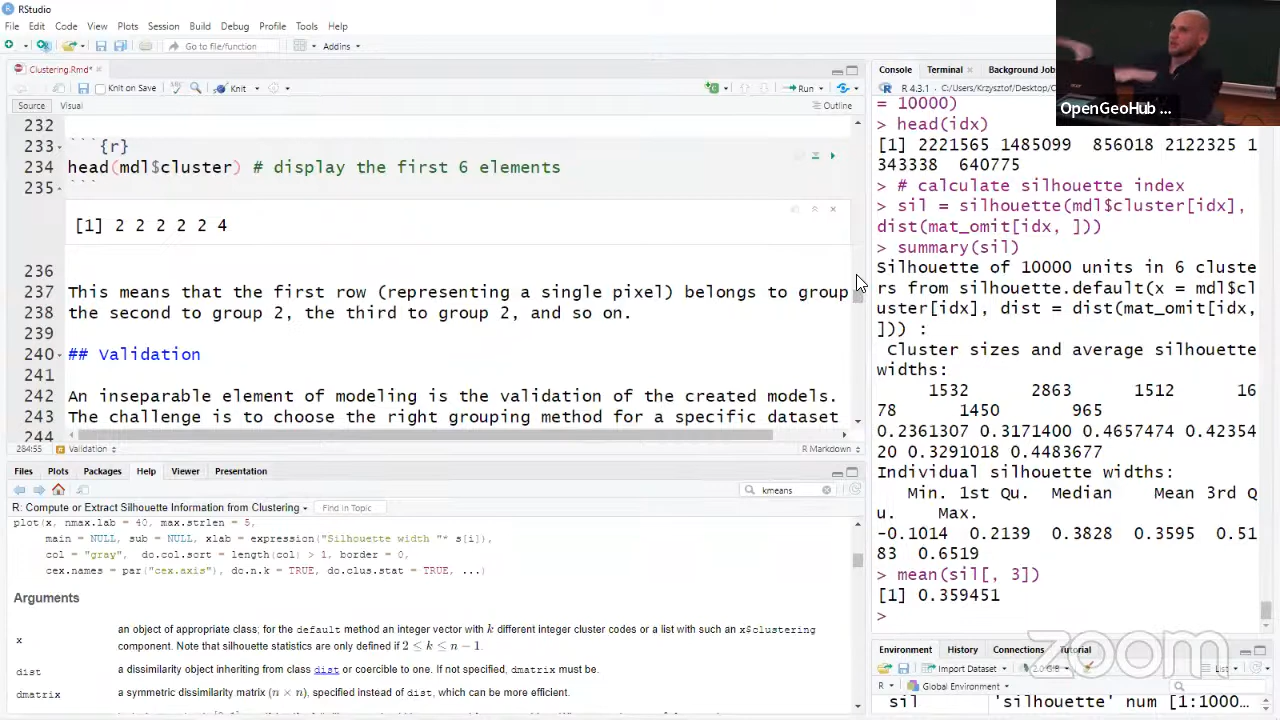 RStudio
File Edit Code View Plots Session Build Debug Profile Tools Help
Go to file/function Addins
Clustering.Rmd*
Knit on Save Knit Run
Source Visual Outline
232
233 ```{r}
234 head(mdl$cluster) # display the first 6 elements
235 ```
[1] 2 2 2 2 2 4
236
237 This means that the first row (representing a single pixel) belongs to group
238 the second to group 2, the third to group 2, and so on.
239
240 ## Validation
241
242 An inseparable element of modeling is the validation of the created models.
243 The challenge is to choose the right grouping method for a specific dataset
244
284:55 Validation R Markdown
Files Plots Packages Help Viewer Presentation
kmeans
R: Compute or Extract Silhouette Information from Clustering Find in Topic
plot(x, nmax.lab = 40, max.strlen = 5,
main = NULL, sub = NULL, xlab = expression("Silhouette width "* s[i]),
col = "gray", do.col.sort = length(col) > 1, border = 0,
cex.names = par("cex.axis"), do.n.k = TRUE, do.clus.stat = TRUE, ...)
Arguments
x an object of appropriate class; for the default method an integer vector with k different integer cluster codes or a list with such an x$clustering
component. Note that silhouette statistics are only defined if 2 ≤ k ≤ n − 1.
dist a dissimilarity object inheriting from class dist or coercible to one. If not specified, dmatrix must be.
dmatrix a symmetric dissimilarity matrix (n × n), specified instead of dist, which can be more efficient.
Console Terminal Background Jo
R 4.3.1 · C:/Users/Krzysztof/Desktop/C
= 10000)
> head(idx)
[1] 2221565 1485099 856018 2122325 1
343338 640775
> # calculate silhouette index
> sil = silhouette(mdl$cluster[idx],
dist(mat_omit[idx, ]))
> summary(sil)
Silhouette of 10000 units in 6 cluste
rs from silhouette.default(x = mdl$cl
uster[idx], dist = dist(mat_omit[idx,
])) :
Cluster sizes and average silhouette
widths:
1532 2863 1512 16
78 1450 965
0.2361307 0.3171400 0.4657474 0.42354
20 0.3291018 0.4483677
Individual silhouette widths:
Min. 1st Qu. Median Mean 3rd Q
u. Max.
-0.1014 0.2139 0.3828 0.3595 0.51
83 0.6519
> mean(sil[, 3])
[1] 0.359451
>
Environment History Connections Tutorial
Import Dataset List
R Global Environment
sil 'silhouette' num [1:1000...
OpenGeoHub ...
zoom